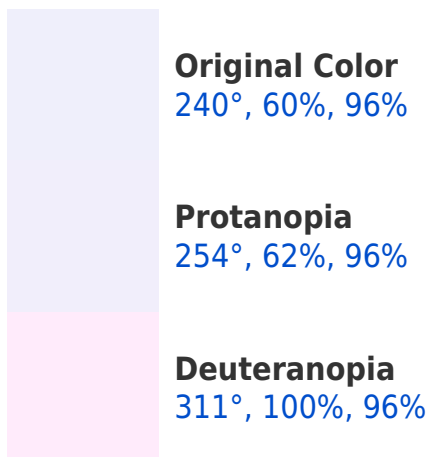 Original Color
240°, 60%, 96%
Protanopia
254°, 62%, 96%
Deuteranopia
311°, 100%, 96%